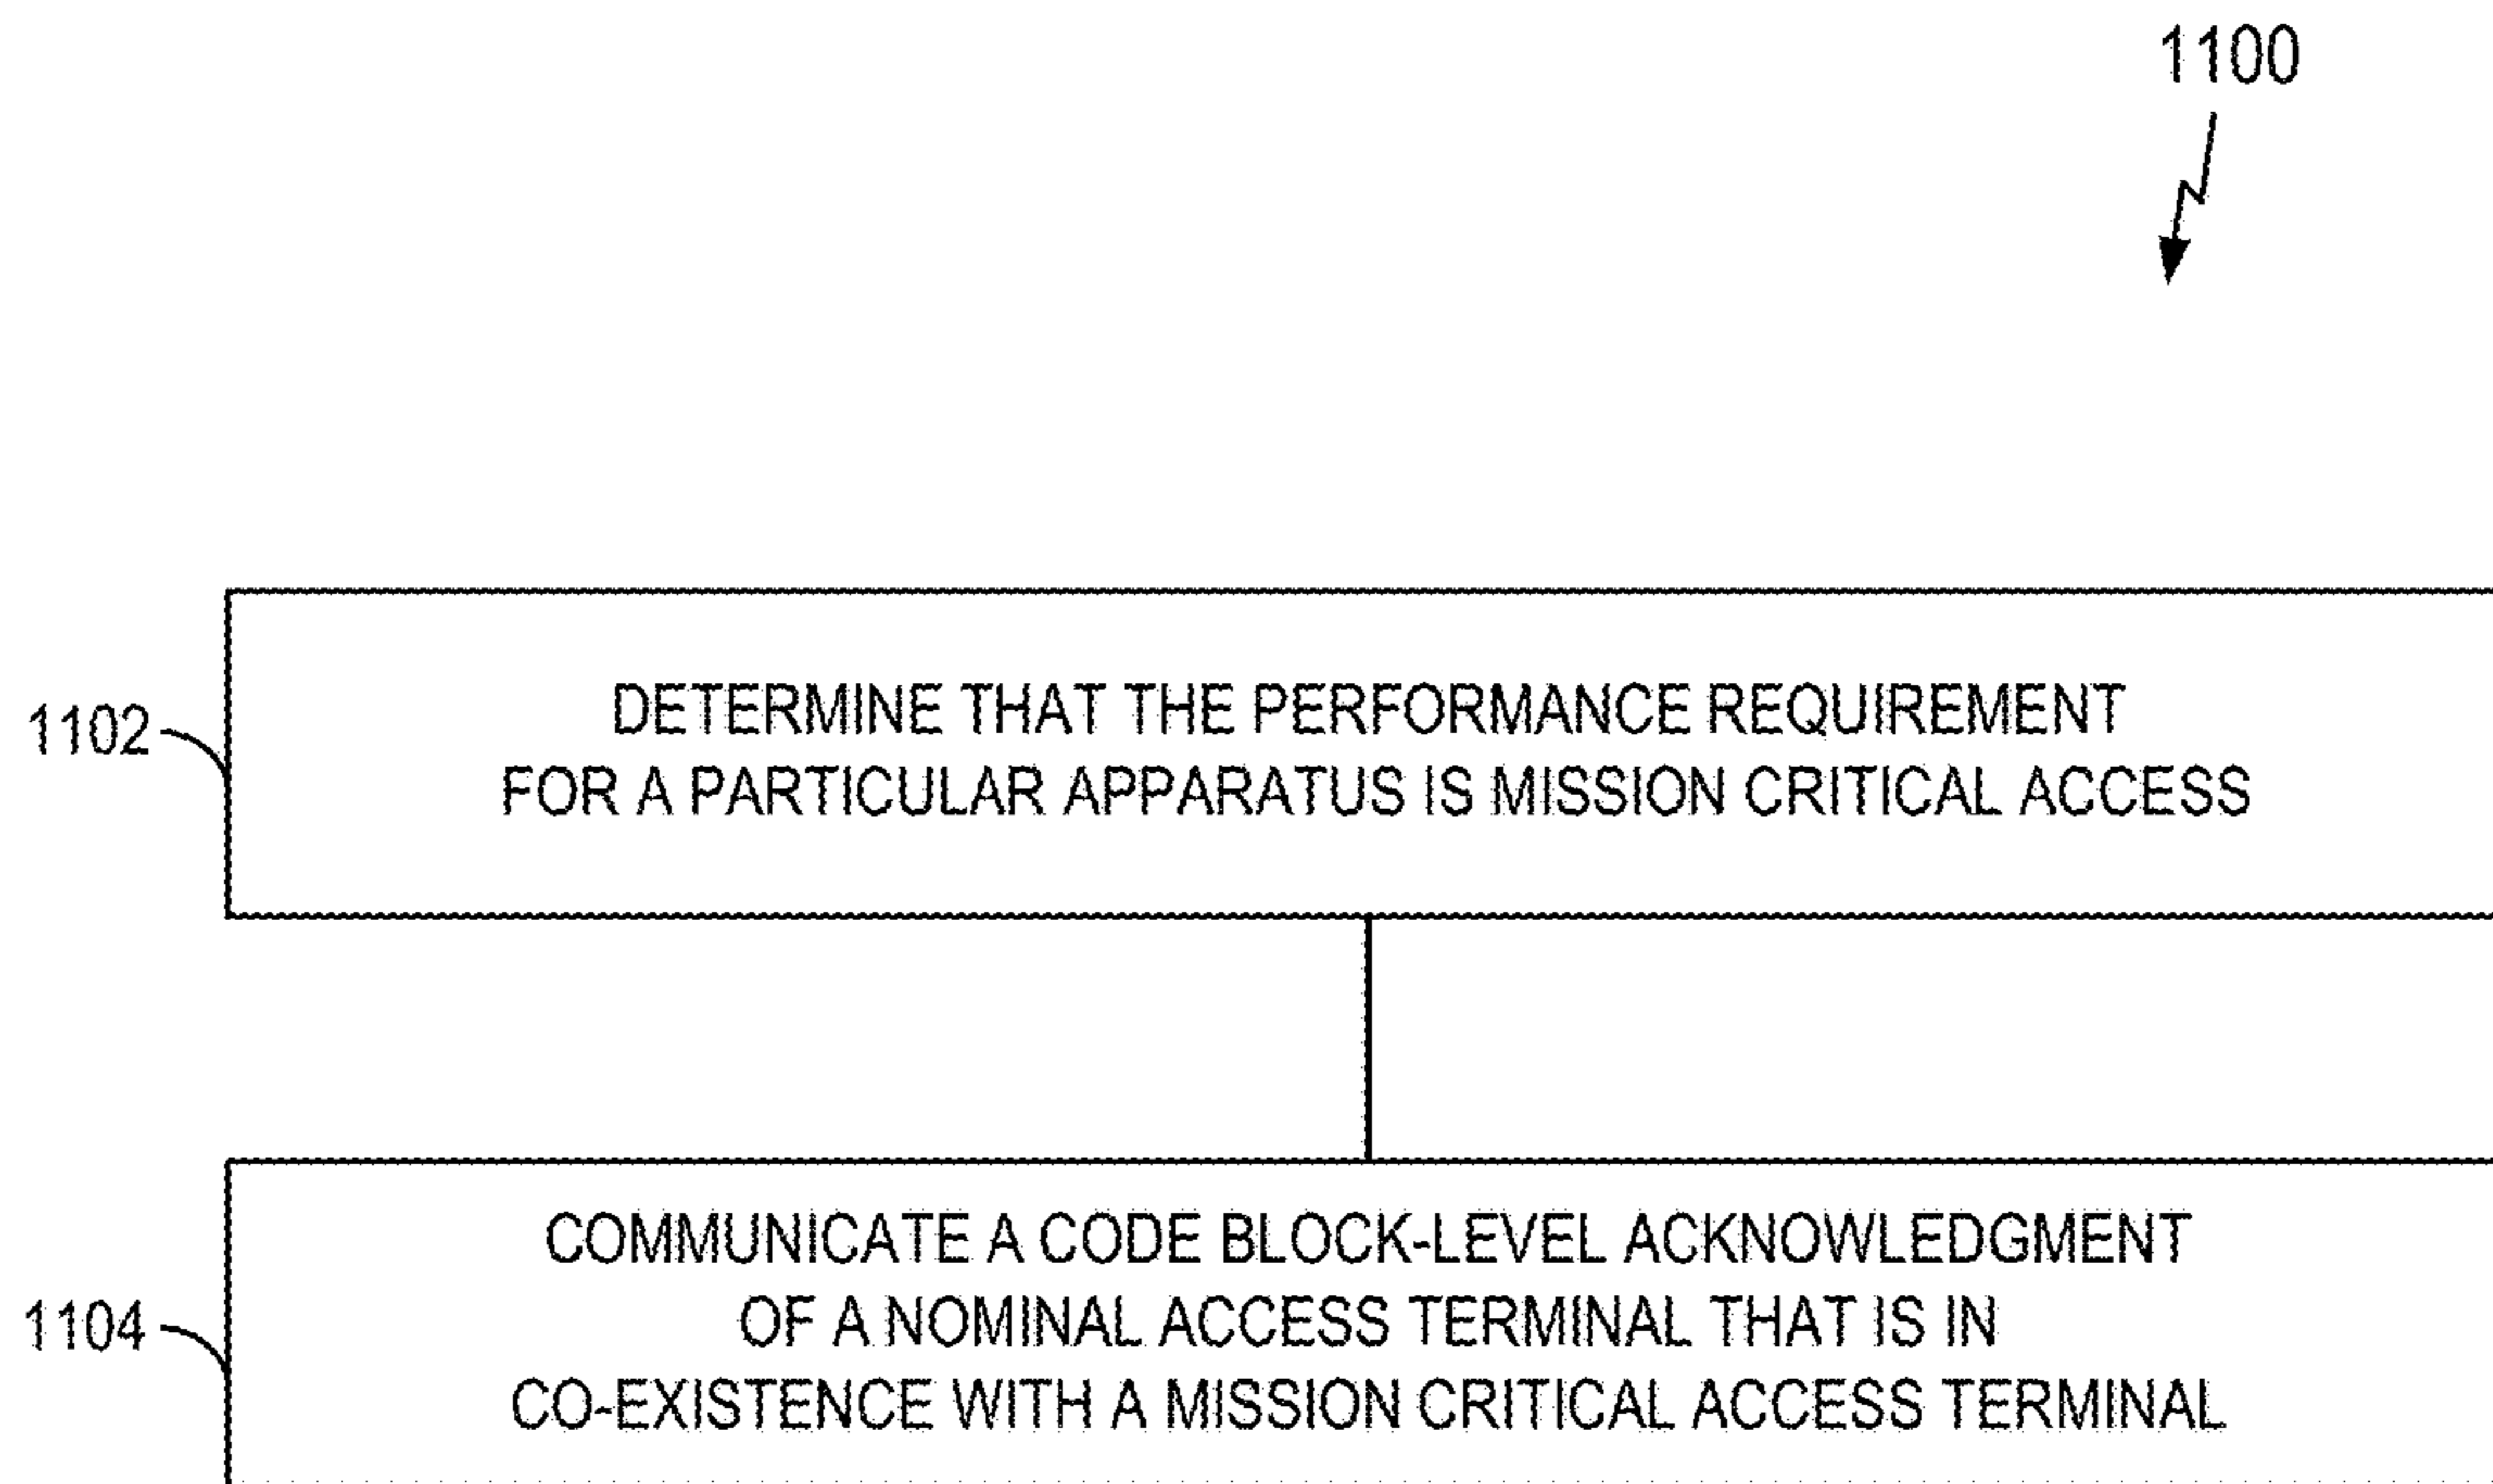 1100
1102
DETERMINE THAT THE PERFORMANCE REQUIREMENT
FOR A PARTICULAR APPARATUS IS MISSION CRITICAL ACCESS
1104
COMMUNICATE A CODE BLOCK-LEVEL ACKNOWLEDGMENT
OF A NOMINAL ACCESS TERMINAL THAT IS IN
CO-EXISTENCE WITH A MISSION CRITICAL ACCESS TERMINAL